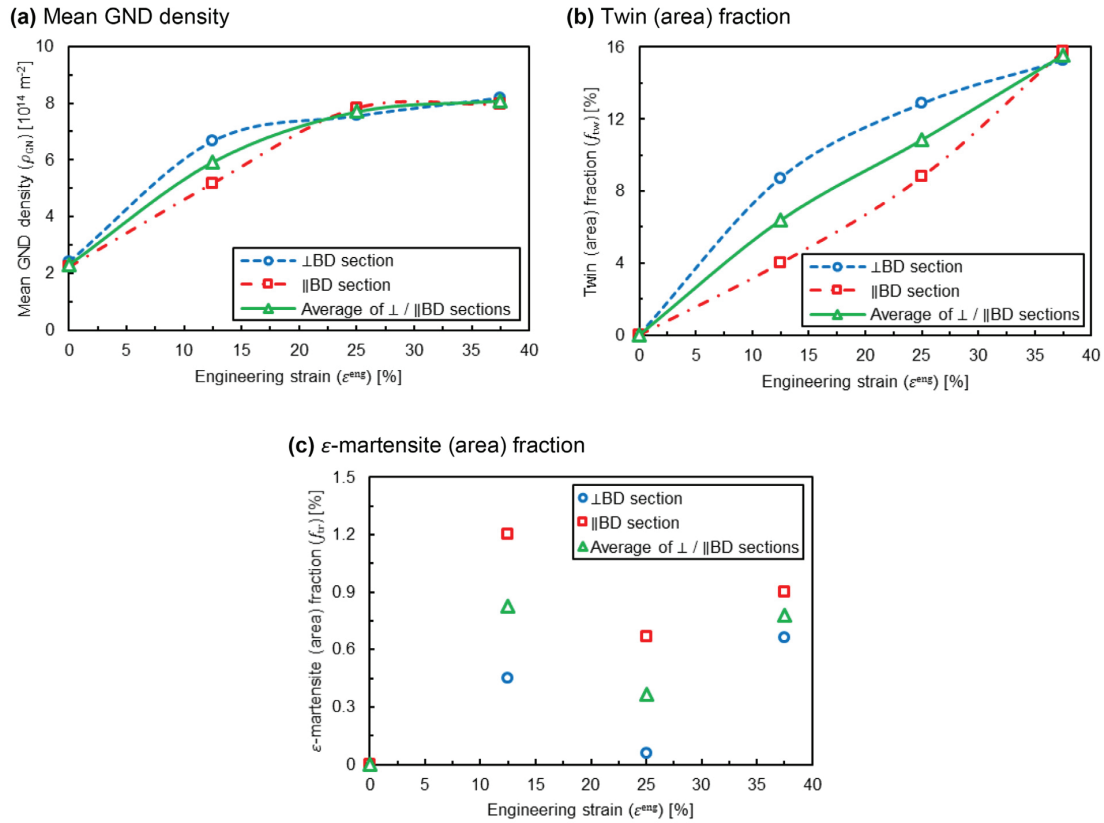 (a) Mean GND density
Mean GND density (ρGN) [10¹⁴ m⁻²]
10
8
6
4
2
0
⊥BD section
∥BD section
Average of ⊥ / ∥BD sections
0 5 10 15 20 25 30 35 40
Engineering strain (ε^eng) [%]
(b) Twin (area) fraction
Twin (area) fraction (f_tw) [%]
16
12
8
4
0
⊥BD section
∥BD section
Average of ⊥ / ∥BD sections
0 5 10 15 20 25 30 35 40
Engineering strain (ε^eng) [%]
(c) ε-martensite (area) fraction
ε-martensite (area) fraction (f_tr) [%]
1.5
1.2
0.9
0.6
0.3
0
⊥BD section
∥BD section
Average of ⊥ / ∥BD sections
0 5 10 15 20 25 30 35 40
Engineering strain (ε^eng) [%]